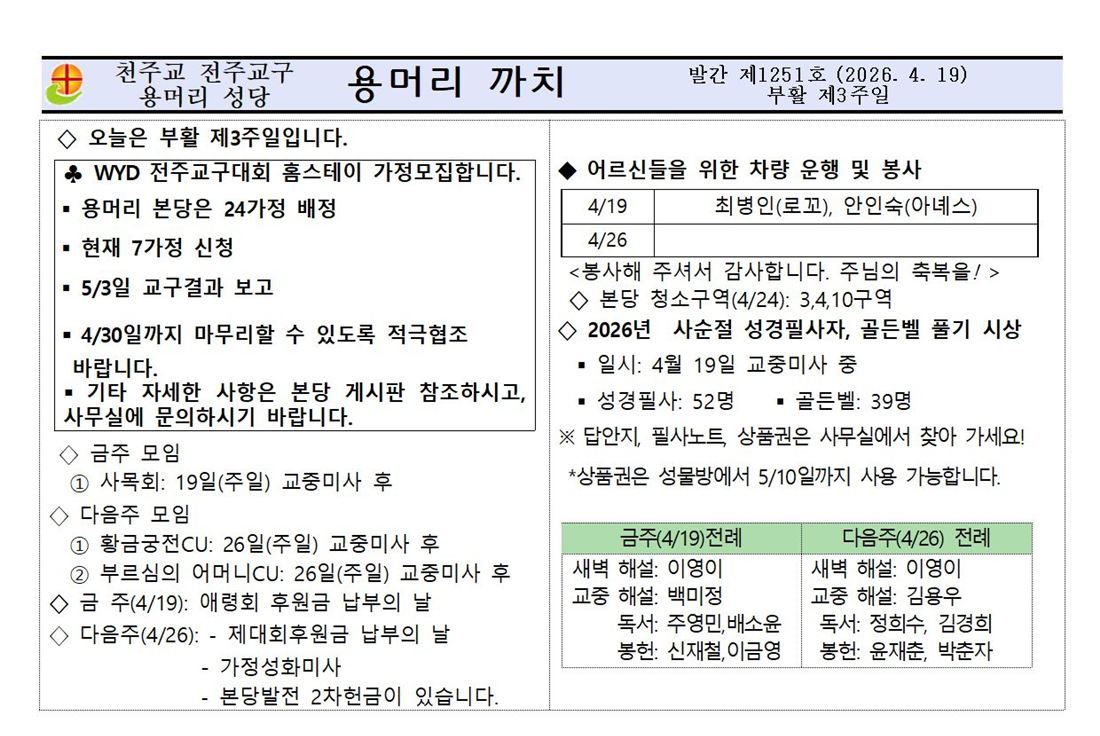 천주교 전주교구
용머리 성당
용머리 까치
발간 제1251호 (2026. 4. 19)
부활 제3주일
◇ 오늘은 부활 제3주일입니다.
♣ WYD 전주교구대회 홈스테이 가정모집합니다.
▪ 용머리 본당은 24가정 배정
▪ 현재 7가정 신청
▪ 5/3일 교구결과 보고
▪ 4/30일까지 마무리할 수 있도록 적극협조
바랍니다.
▪ 기타 자세한 사항은 본당 게시판 참조하시고,
사무실에 문의하시기 바랍니다.
◇ 금주 모임
① 사목회: 19일(주일) 교중미사 후
◇ 다음주 모임
① 황금궁전CU: 26일(주일) 교중미사 후
② 부르심의 어머니CU: 26일(주일) 교중미사 후
◇ 금 주(4/19): 애령회 후원금 납부의 날
◇ 다음주(4/26): - 제대회후원금 납부의 날
- 가정성화미사
- 본당발전 2차헌금이 있습니다.
◆ 어르신들을 위한 차량 운행 및 봉사
4/19 최병인(로꼬), 안인숙(아녜스)
4/26
<봉사해 주셔서 감사합니다. 주님의 축복을! >
◇ 본당 청소구역(4/24): 3,4,10구역
◇ 2026년 사순절 성경필사자, 골든벨 풀기 시상
▪ 일시: 4월 19일 교중미사 중
▪ 성경필사: 52명 ▪ 골든벨: 39명
※ 답안지, 필사노트, 상품권은 사무실에서 찾아 가세요!
*상품권은 성물방에서 5/10일까지 사용 가능합니다.
금주(4/19)전례
새벽 해설: 이영이
교중 해설: 백미정
독서: 주영민,배소윤
봉헌: 신재철,이금영
다음주(4/26) 전례
새벽 해설: 이영이
교중 해설: 김용우
독서: 정희수, 김경희
봉헌: 윤재춘, 박춘자